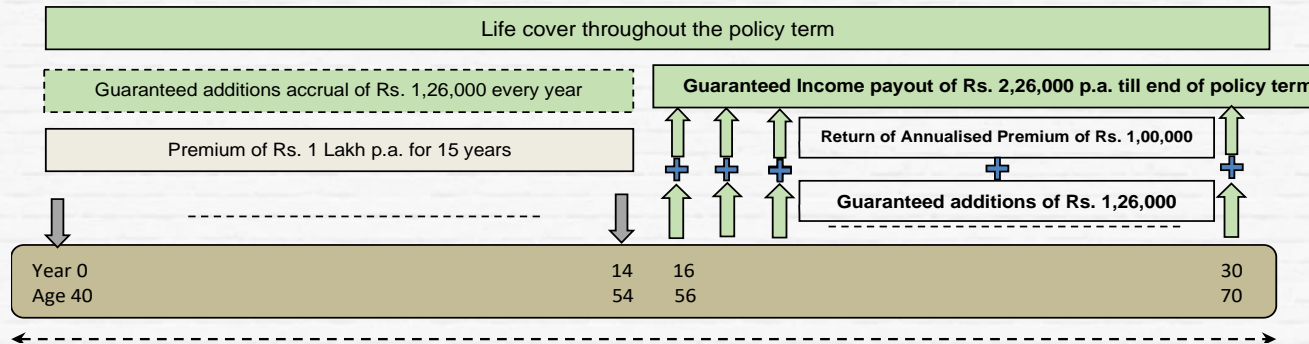 Life cover throughout the policy term
Guaranteed additions accrual of Rs. 1,26,000 every year
Guaranteed Income payout of Rs. 2,26,000 p.a. till end of policy term
Premium of Rs. 1 Lakh p.a. for 15 years
Return of Annualised Premium of Rs. 1,00,000
Guaranteed additions of Rs. 1,26,000
Year 0 14 16 30
Age 40 54 56 70